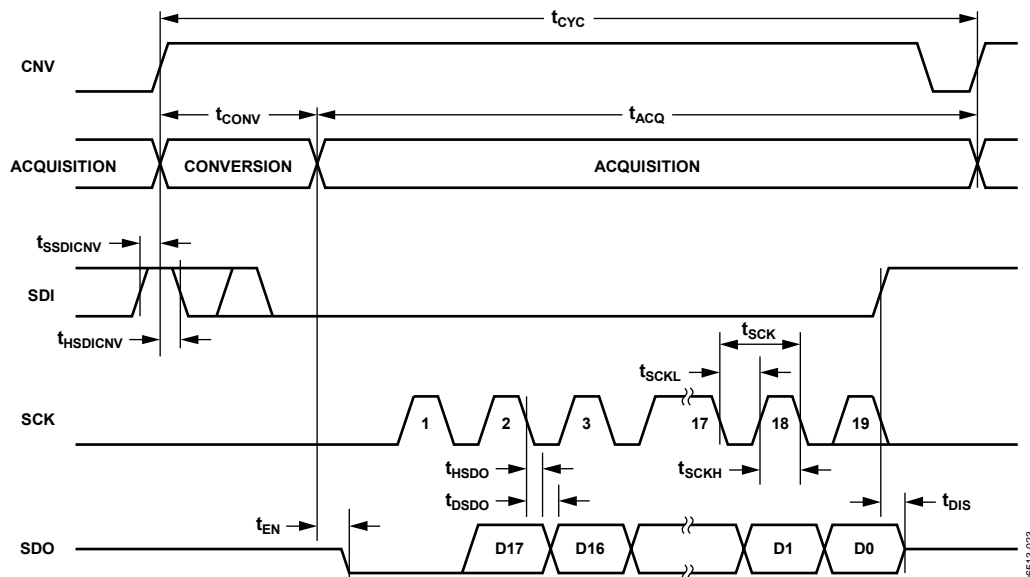 tCYC
CNV
tCONV
tACQ
ACQUISITION
CONVERSION
ACQUISITION
tSSDICNV
SDI
tHSDICNV
tSCK
tSCKL
SCK
1
2
3
17
18
19
tHSDO
tSCKH
tDSDO
tDIS
tEN
SDO
D17
D16
D1
D0